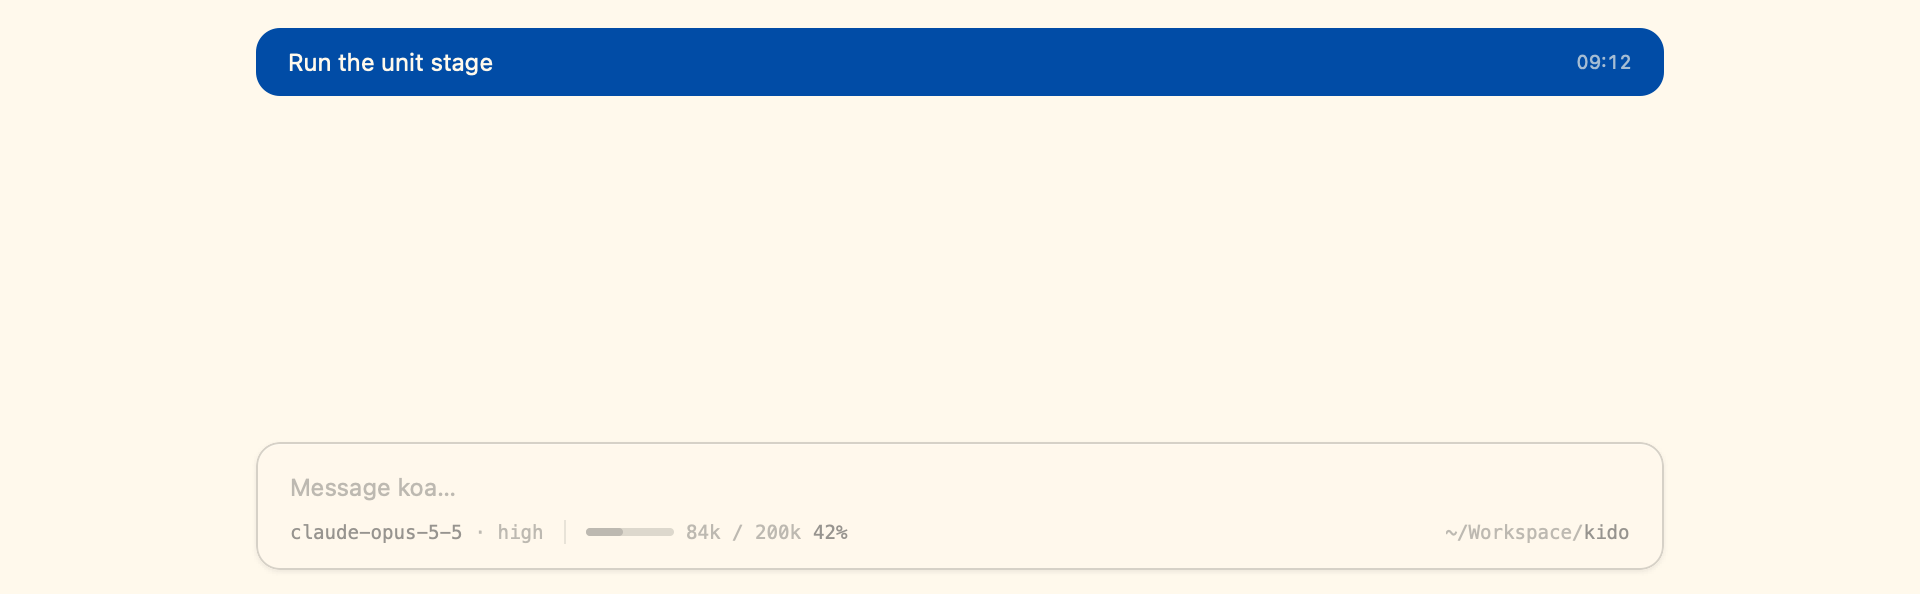 Run the unit stage 09:12
Message koa...
claude-opus-5-5 · high 84k / 200k 42% ~/Workspace/kido